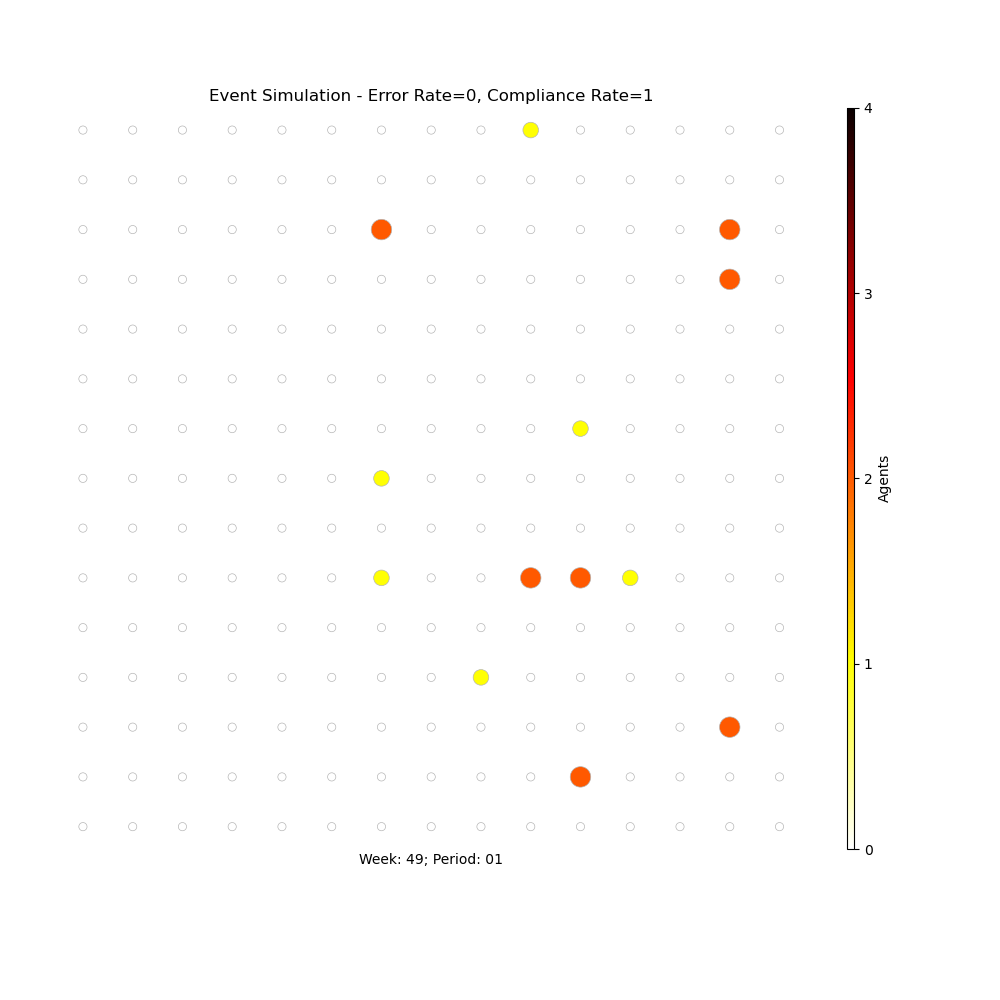 Event Simulation - Error Rate=0, Compliance Rate=1
4
3
2
1
0
Agents
Week: 49; Period: 01